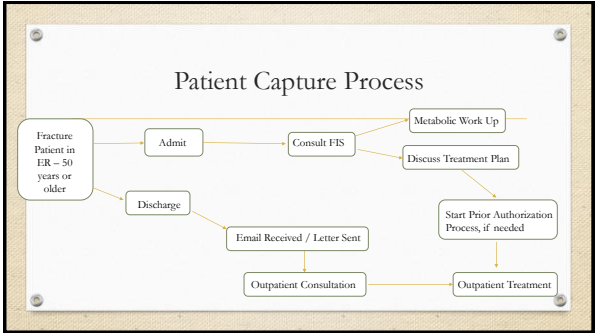 Patient Capture Process
Fracture
Patient in
ER – 50
years or
older
Admit
Consult FIS
Metabolic Work Up
Discuss Treatment Plan
Start Prior Authorization
Process, if needed
Discharge
Email Received / Letter Sent
Outpatient Consultation
Outpatient Treatment